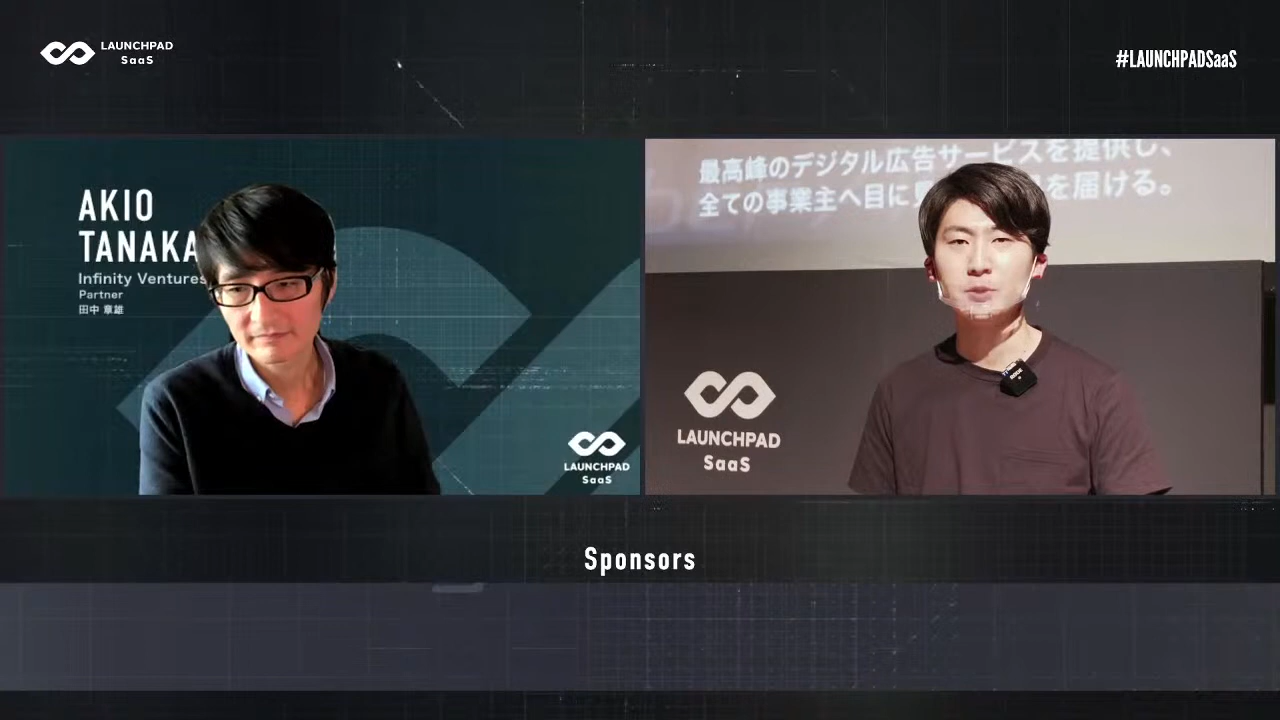 LAUNCHPAD
SaaS
#LAUNCHPADSaaS
AKIO
TANAKA
Infinity Ventures
Partner
田中 章雄
LAUNCHPAD
SaaS
最高峰のデジタル広告サービスを提供し、
全ての事業主へ目に を届ける。
LAUNCHPAD
SaaS
RODE
Sponsors